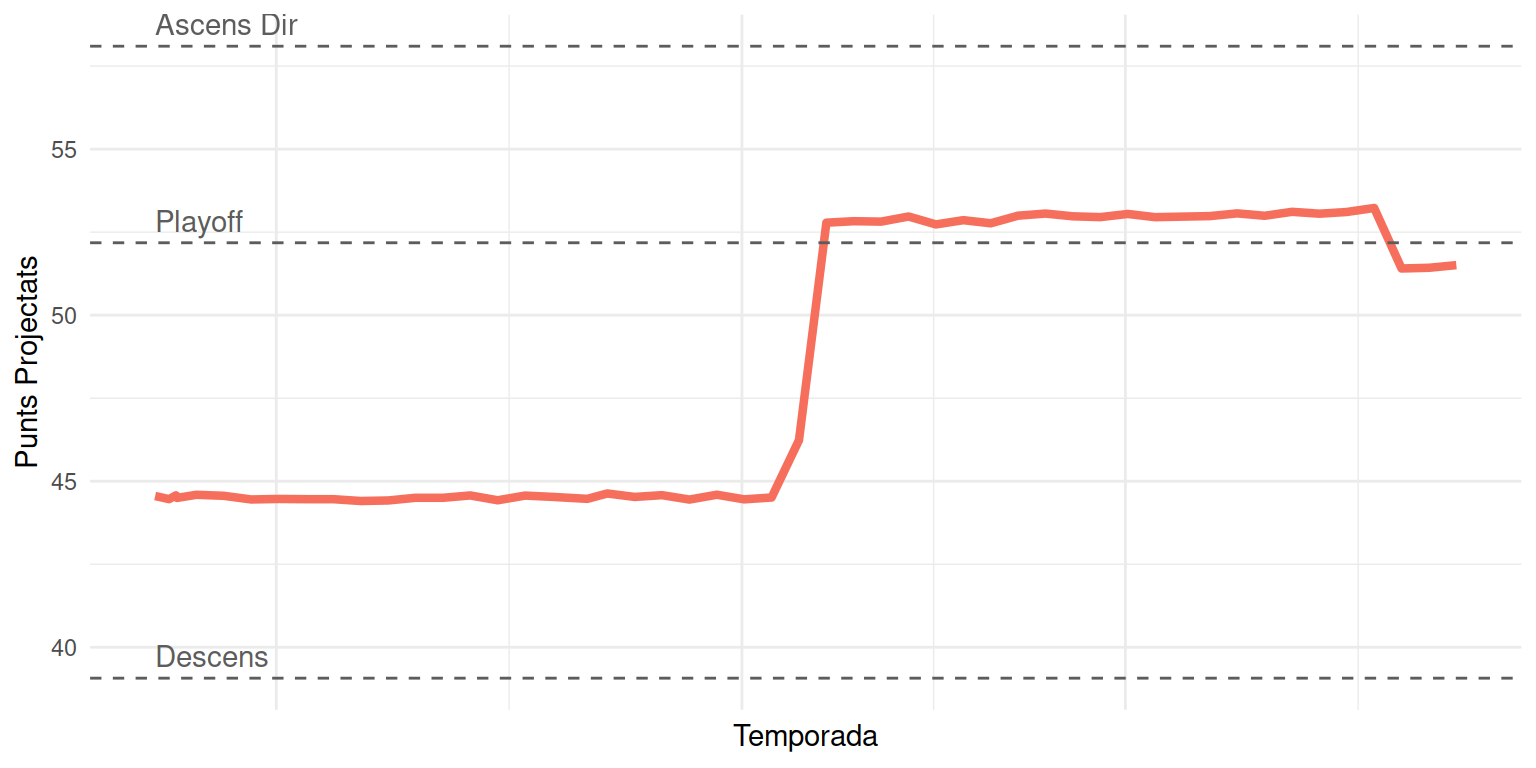 Ascens Dir
55
Playoff
50
45
40
Descens
Punts Projectats
Temporada